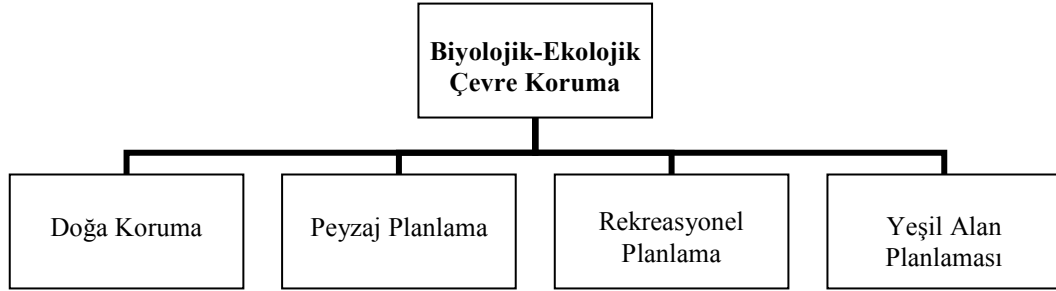 Biyolojik-Ekolojik
Çevre Koruma
Doğa Koruma
Peyzaj Planlama
Rekreasyonel
Planlama
Yeşil Alan
Planlaması